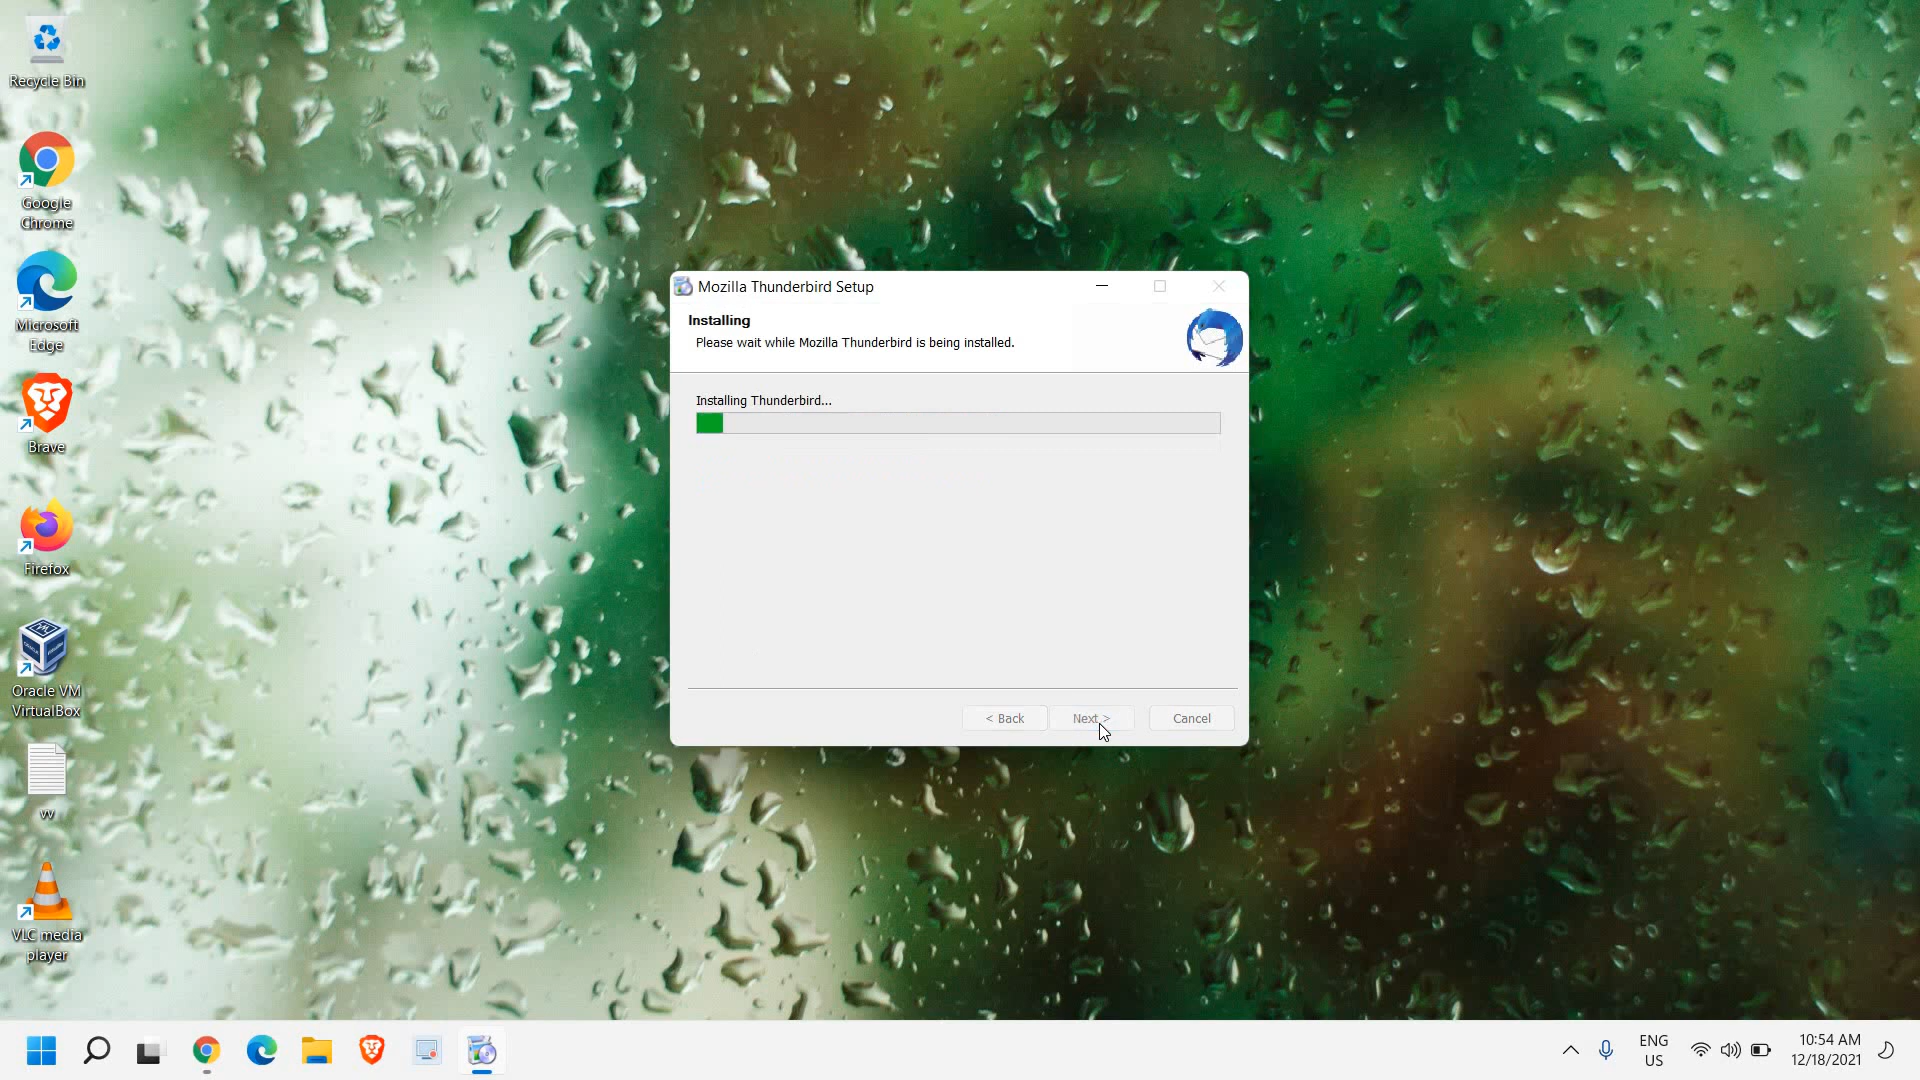 Recycle Bin
Google
Chrome
Microsoft
Edge
Brave
Firefox
Oracle VM
VirtualBox
vv
VLC media
player
Mozilla Thunderbird Setup
Installing
Please wait while Mozilla Thunderbird is being installed.
Installing Thunderbird...
< Back
Next >
Cancel
ENG
US
10:54 AM
12/18/2021